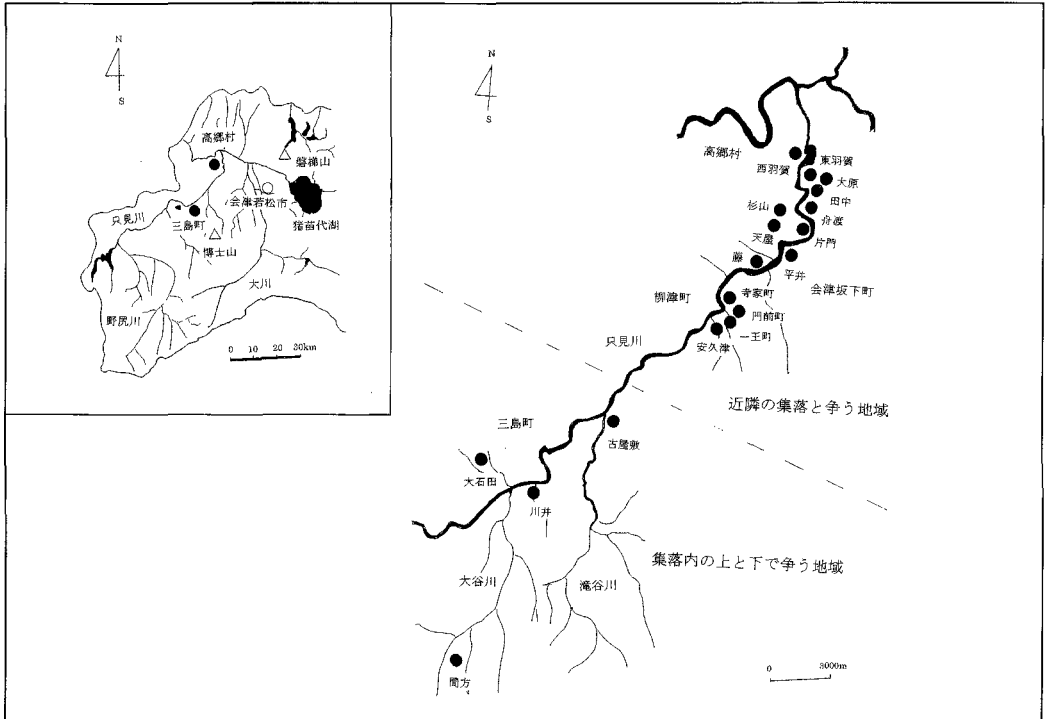 N
S
高郷村
磐梯山
会津若松市
猪苗代湖
只見川
三島町
博士山
大川
野尻川
0 10 20 30km
N
S
高郷村
西羽賀
東羽賀
大原
田中
杉山
舟渡
天屋
片門
藤
平井
会津坂下町
柳津町
寺家町
門前町
一王町
安久津
只見川
近隣の集落と争う地域
三島町
古屋敷
大石田
川井
集落内の上と下で争う地域
大谷川
滝谷川
間方
0 3000m